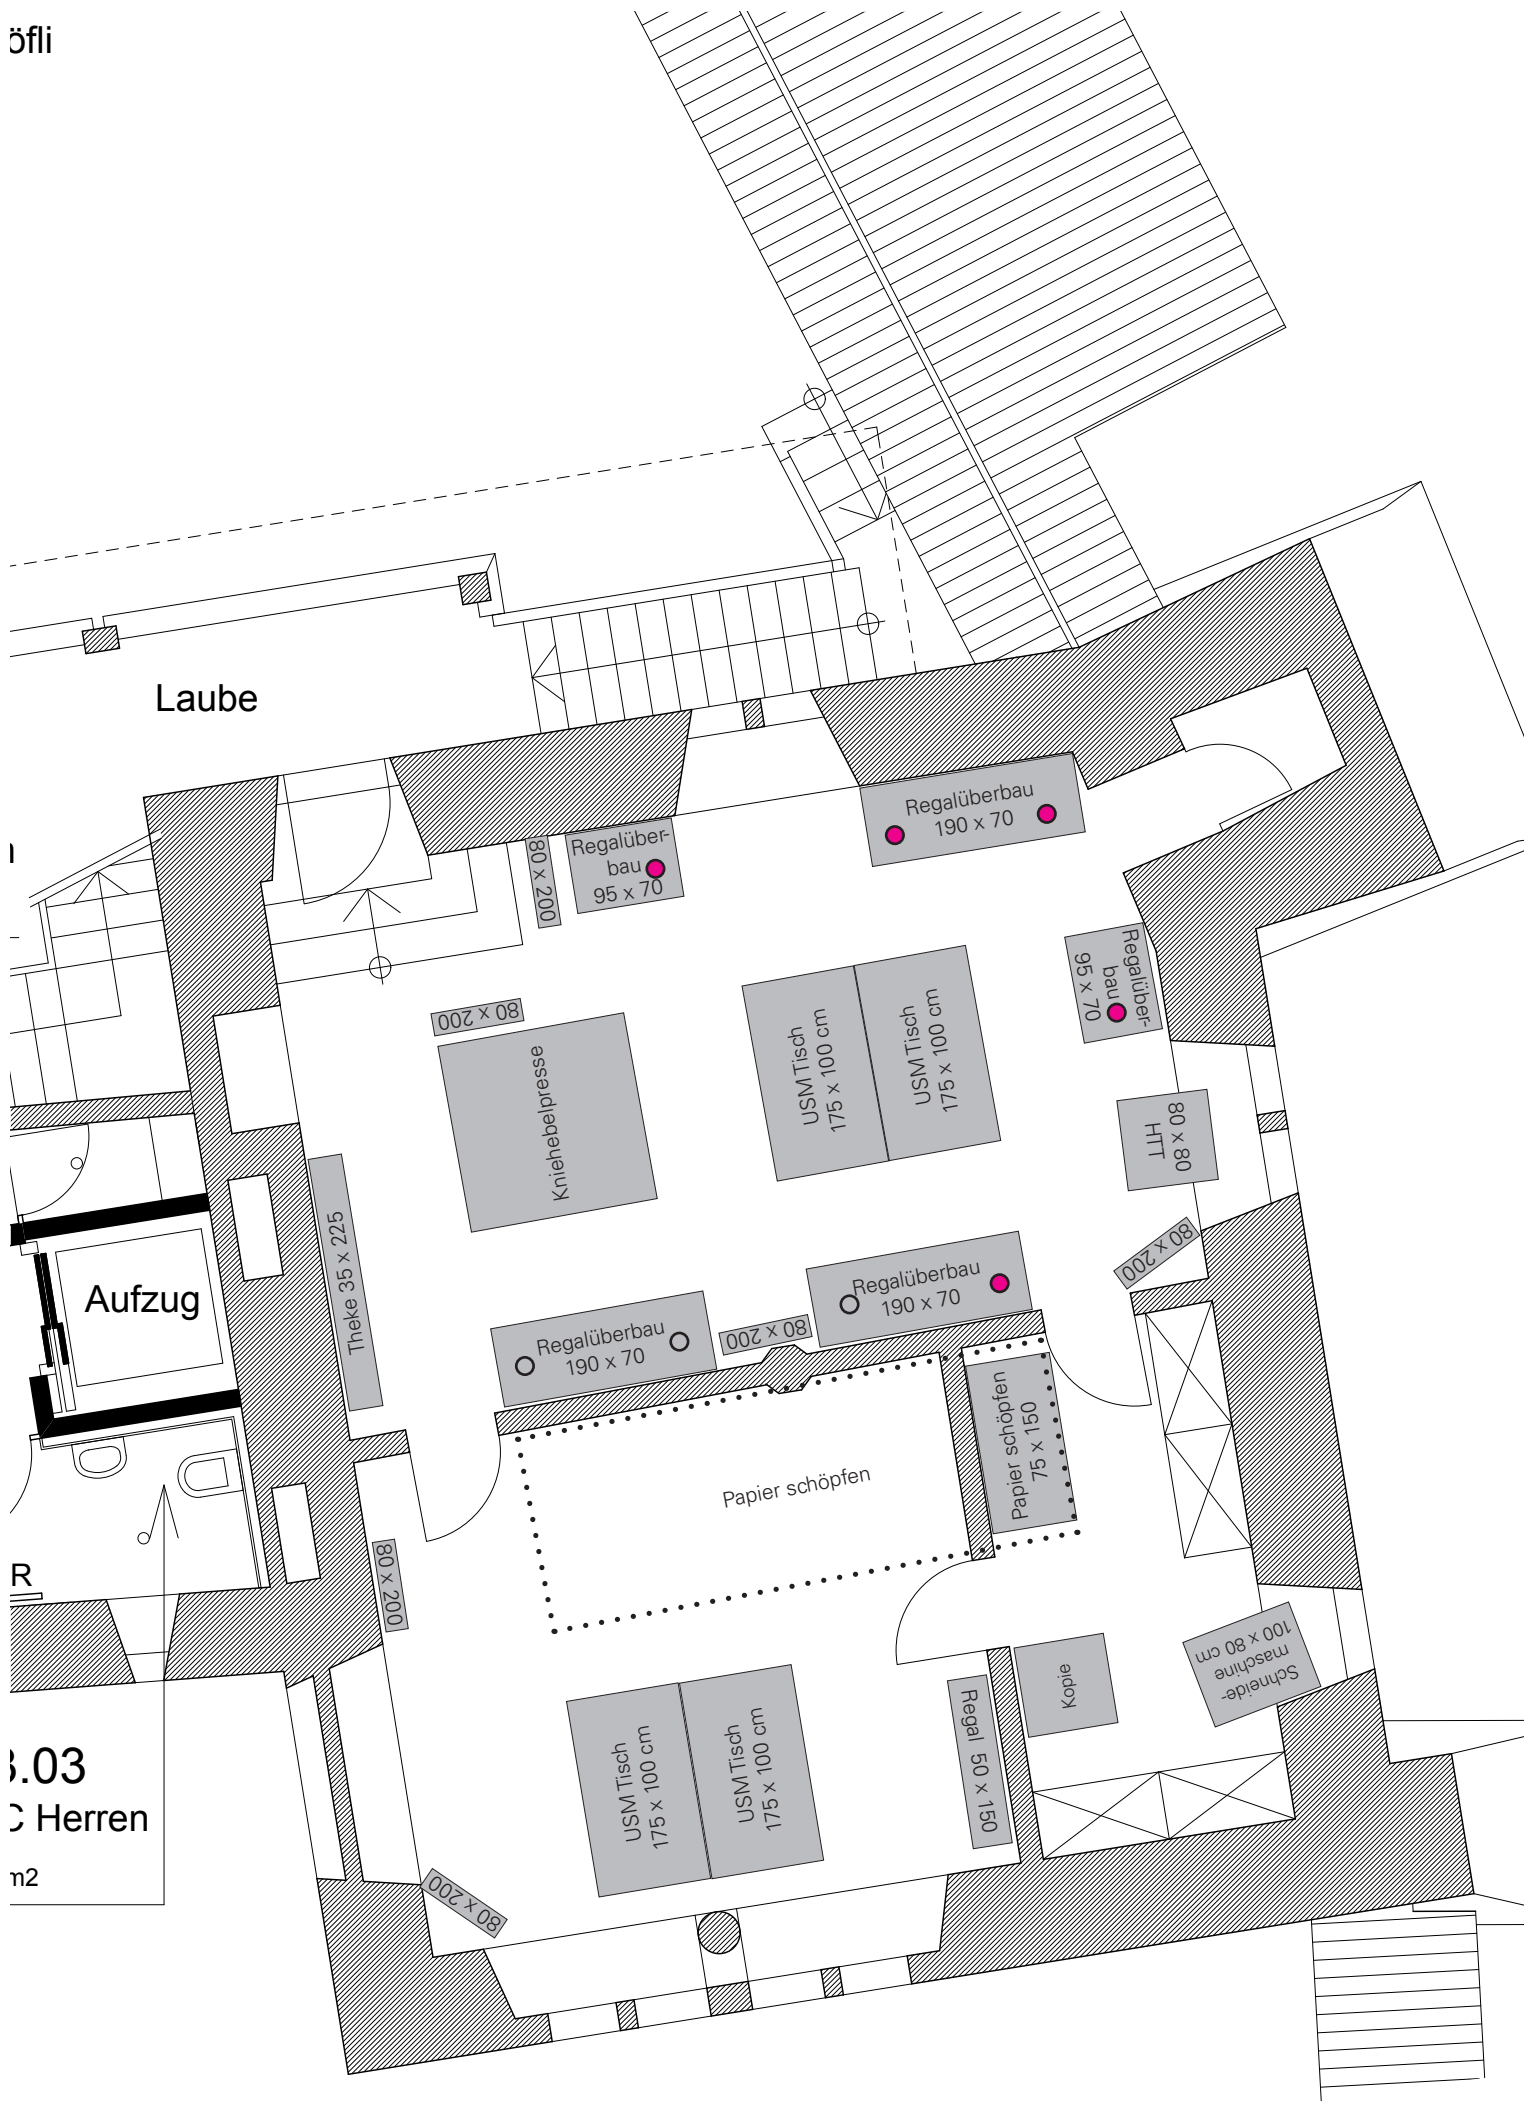 öfli
Laube
Regalüberbau
190 x 70
Regalüber-
bau
95 x 70
80 x 200
Regalüber-
bau
95 x 70
80 x 200
Kniehebelpresse
USM Tisch
175 x 100 cm
USM Tisch
175 x 100 cm
80 x 80
HTT
80 x 200
Theke 35 x 225
Aufzug
Regalüberbau
190 x 70
80 x 200
Regalüberbau
190 x 70
Papier schöpfen
Papier schöpfen
75 x 150
R
80 x 200
Schneide-
maschine
100 x 80 cm
Kopie
Regal 50 x 150
USM Tisch
175 x 100 cm
USM Tisch
175 x 100 cm
3.03
C Herren
m2
80 x 200